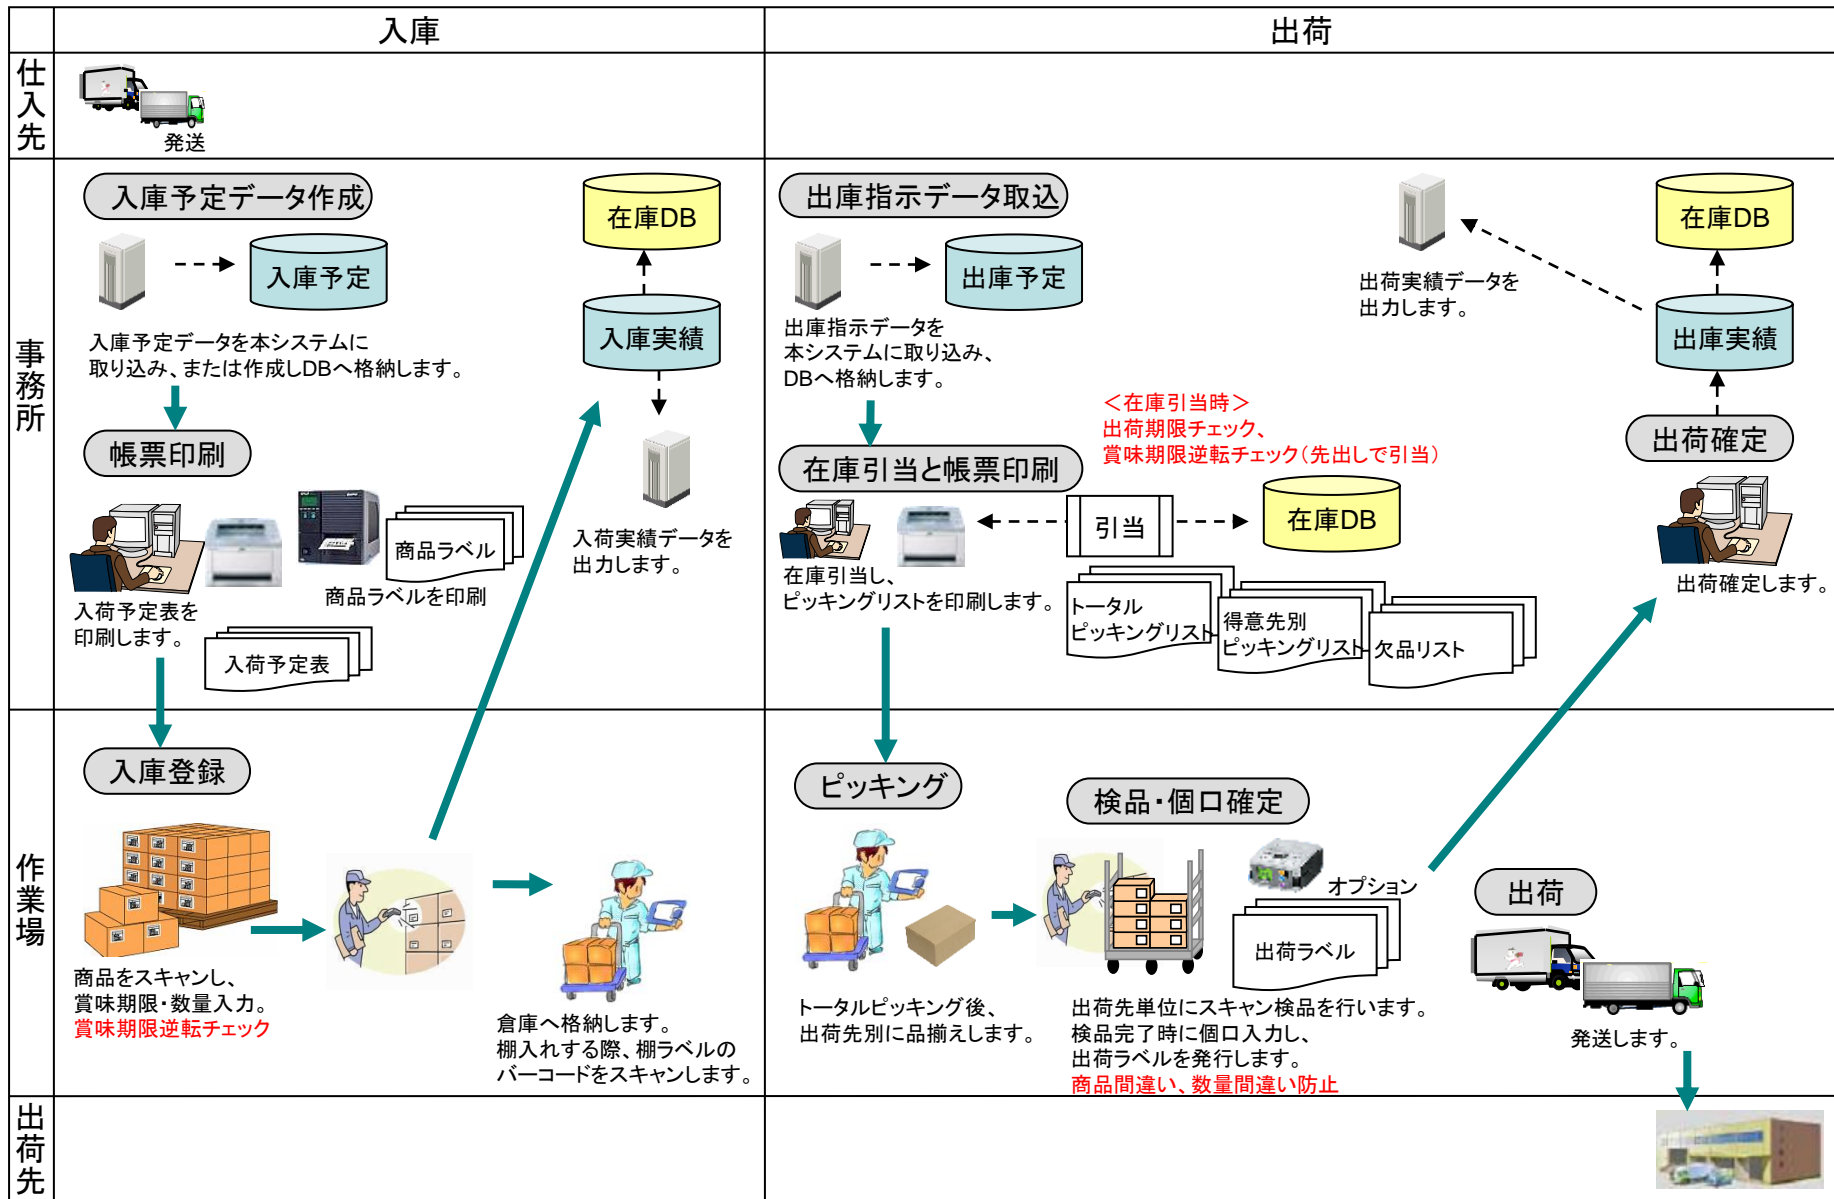 入庫
出荷
仕入先
発送
事務所
入庫予定データ作成
入庫予定
入庫予定データを本システムに
取り込み、または作成しDBへ格納します。
帳票印刷
商品ラベル
商品ラベルを印刷
入荷予定表を
印刷します。
入荷予定表
在庫DB
入庫実績
入荷実績データを
出力します。
出庫指示データ取込
出庫予定
出庫指示データを
本システムに取り込み、
DBへ格納します。
在庫引当と帳票印刷
<在庫引当時>
出荷期限チェック、
賞味期限逆転チェック(先出しで引当)
引当
在庫DB
在庫引当し、
ピッキングリストを印刷します。
トータル
ピッキングリスト
得意先別
ピッキングリスト
欠品リスト
出荷実績データを
出力します。
在庫DB
出庫実績
出荷確定
出荷確定します。
作業場
入庫登録
商品をスキャンし、
賞味期限・数量入力。
賞味期限逆転チェック
倉庫へ格納します。
棚入れする際、棚ラベルの
バーコードをスキャンします。
ピッキング
トータルピッキング後、
出荷先別に品揃えします。
検品・個口確定
オプション
出荷ラベル
出荷先単位にスキャン検品を行います。
検品完了時に個口入力し、
出荷ラベルを発行します。
商品間違い、数量間違い防止
出荷
発送します。
出荷先